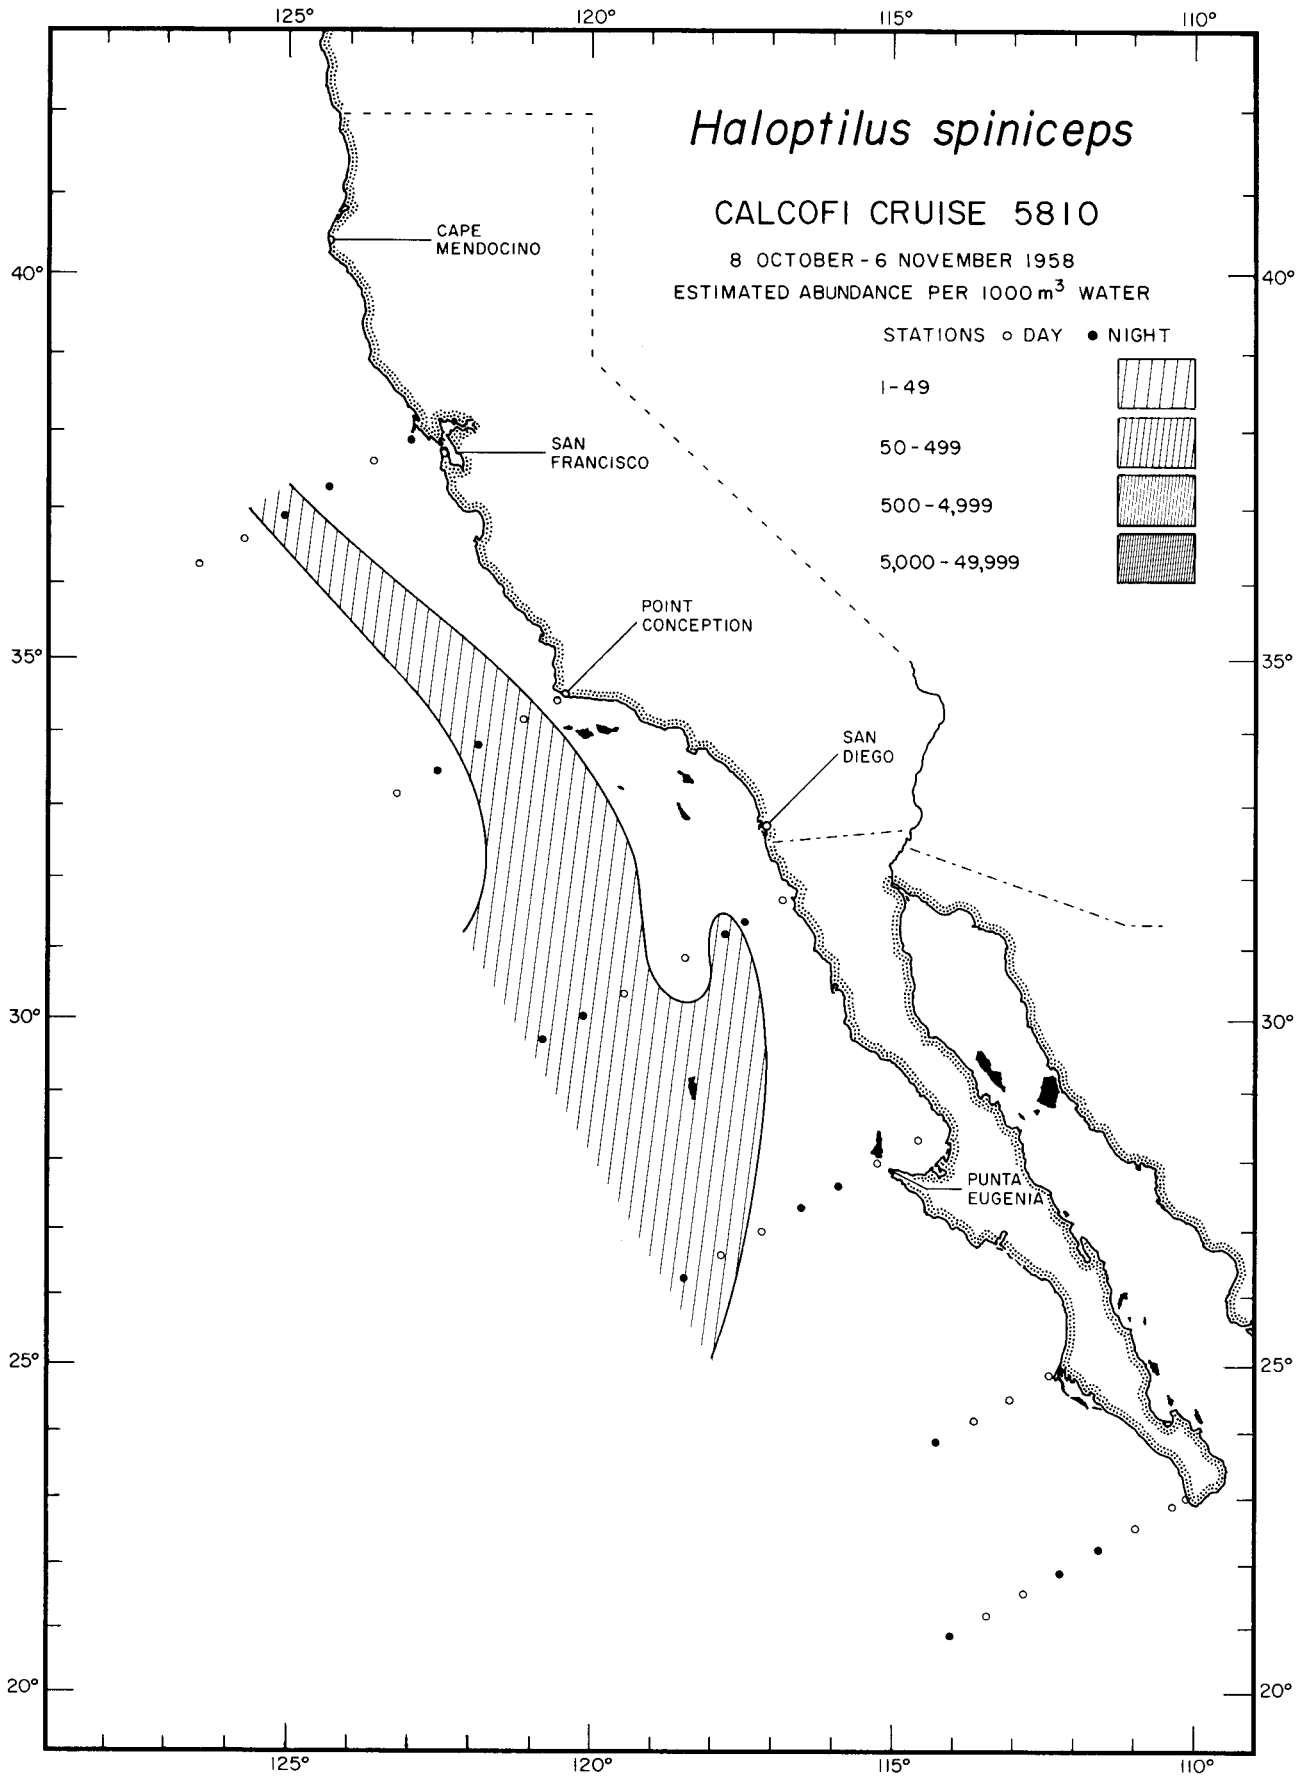 125° 120° 115° 110°
Haloptilus spiniceps
CALCOFI CRUISE 5810
8 OCTOBER - 6 NOVEMBER 1958
ESTIMATED ABUNDANCE PER 1000 m³ WATER
STATIONS ○ DAY ● NIGHT
1-49
50-499
500-4,999
5,000-49,999
CAPE
MENDOCINO
40° 40°
SAN
FRANCISCO
POINT
CONCEPTION
35° 35°
SAN
DIEGO
30° 30°
PUNTA
EUGENIA
25° 25°
20° 20°
125° 120° 115° 110°